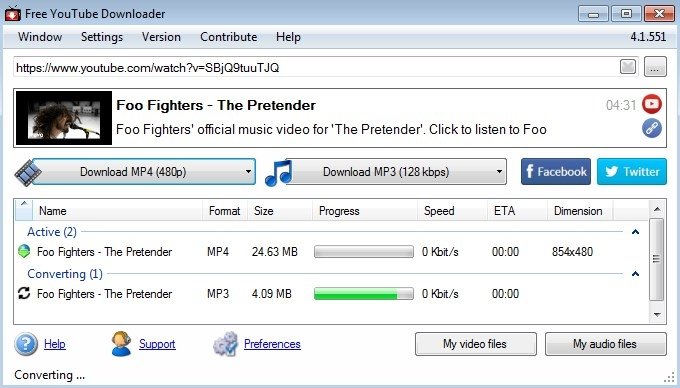 Free YouTube Downloader
Window Settings Version Contribute Help 4.1.551
https://www.youtube.com/watch?v=SBjQ9tuuTJQ ...
Foo Fighters - The Pretender 04:31
Foo Fighters' official music video for 'The Pretender'. Click to listen to Foo
Download MP4 (480p) Download MP3 (128 kbps) Facebook Twitter
Name Format Size Progress Speed ETA Dimension
Active (2)
Foo Fighters - The Pretender MP4 24.63 MB 0 Kbit/s 00:00 854x480
Converting (1)
Foo Fighters - The Pretender MP3 4.09 MB 0 Kbit/s 00:00
Help Support Preferences My video files My audio files
Converting ...